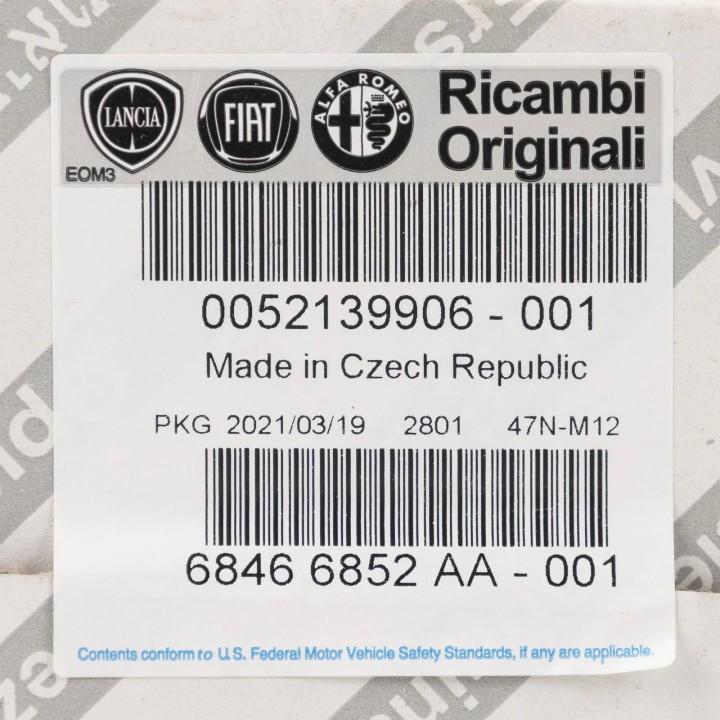 LANCIA
FIAT
ALFA ROMEO
Ricambi
Originali
EOM3
0052139906 - 001
Made in Czech Republic
PKG 2021/03/19 2801 47N-M12
6846 6852 AA - 001
Contents conform to U.S. Federal Motor Vehicle Safety Standards, if any are applicable.